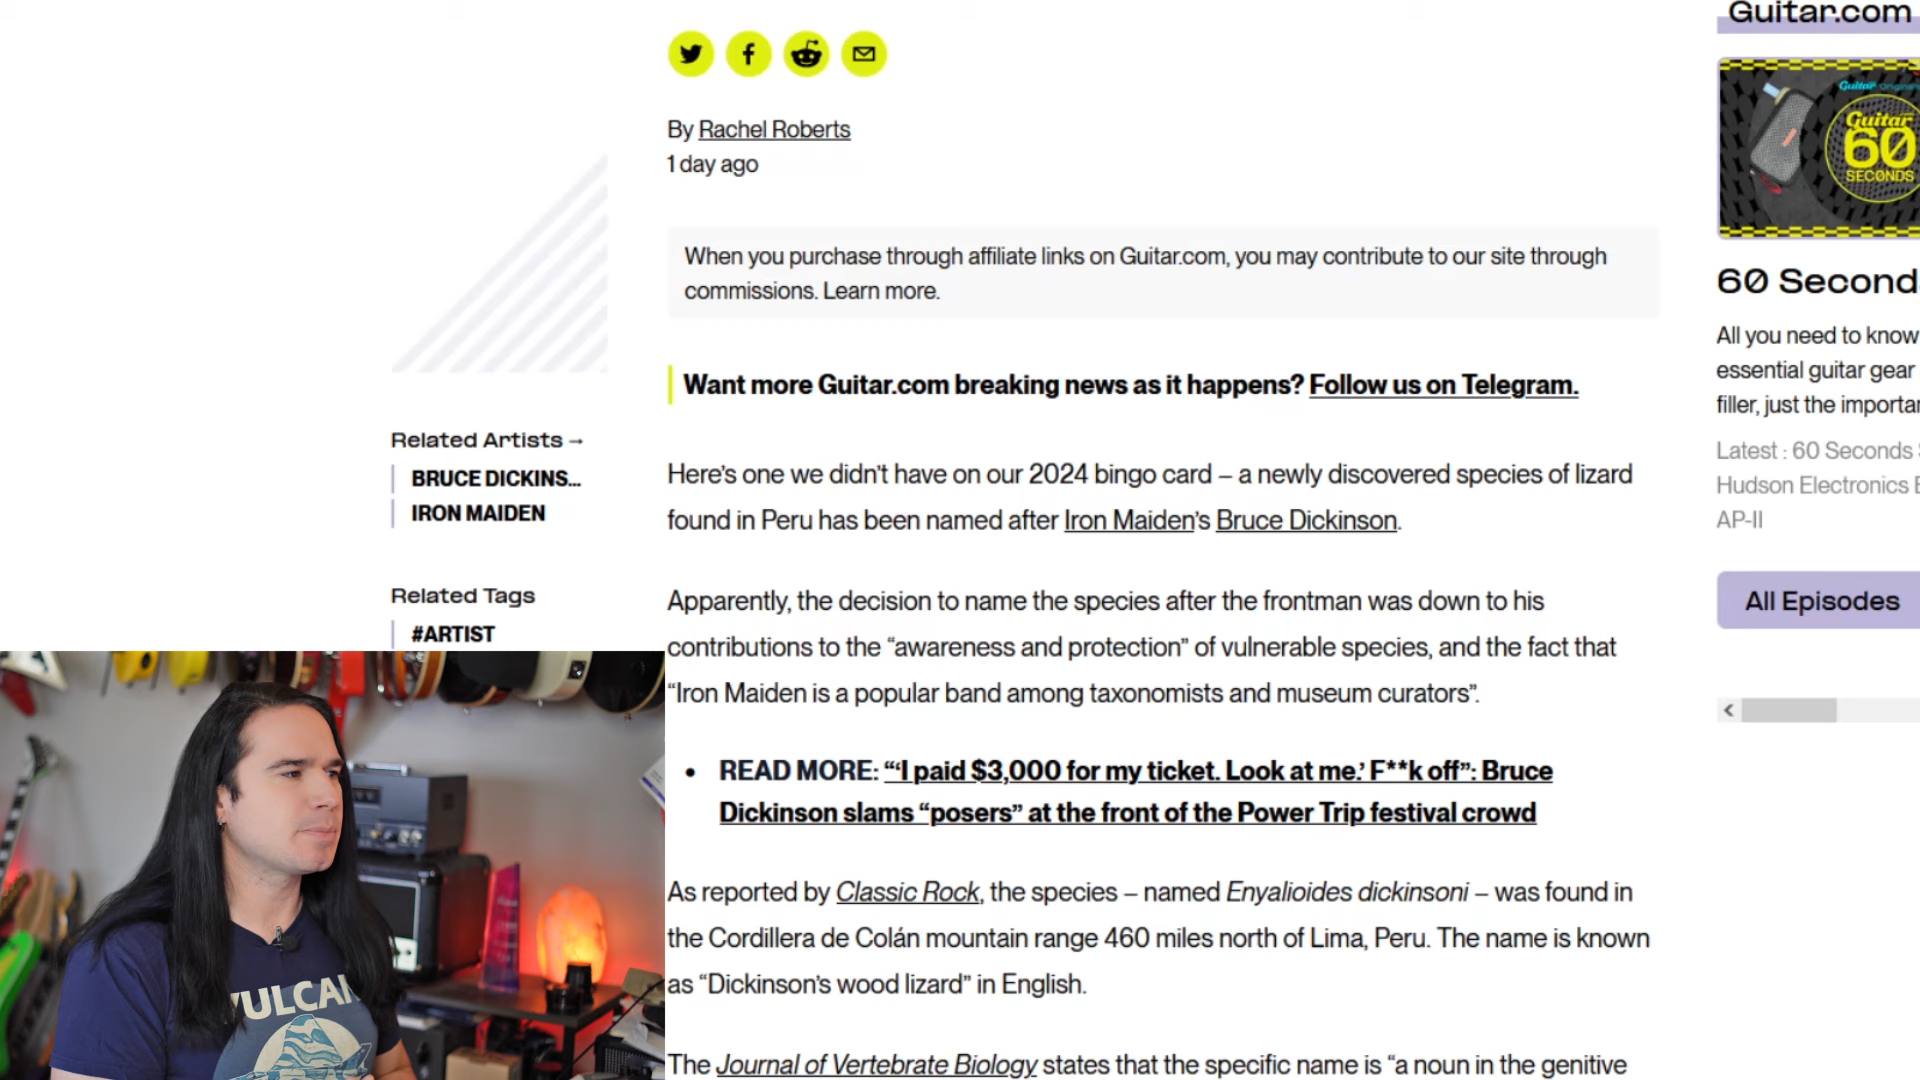 Guitar.com
By Rachel Roberts
1 day ago
When you purchase through affiliate links on Guitar.com, you may contribute to our site through
commissions. Learn more.
Want more Guitar.com breaking news as it happens? Follow us on Telegram.
Related Artists →
BRUCE DICKINS...
IRON MAIDEN
Related Tags
#ARTIST
Here’s one we didn’t have on our 2024 bingo card – a newly discovered species of lizard
found in Peru has been named after Iron Maiden’s Bruce Dickinson.
Apparently, the decision to name the species after the frontman was down to his
contributions to the “awareness and protection” of vulnerable species, and the fact that
“Iron Maiden is a popular band among taxonomists and museum curators”.
• READ MORE: “‘I paid $3,000 for my ticket. Look at me.’ F**k off”: Bruce
Dickinson slams “posers” at the front of the Power Trip festival crowd
As reported by Classic Rock, the species – named Enyalioides dickinsoni – was found in
the Cordillera de Colán mountain range 460 miles north of Lima, Peru. The name is known
as “Dickinson’s wood lizard” in English.
The Journal of Vertebrate Biology states that the specific name is “a noun in the genitive
Guitar
Guitar
60
SECONDS
60 Second
All you need to know
essential guitar gear
filler, just the importa
Latest : 60 Seconds
Hudson Electronics
AP-II
All Episodes
VULCAN